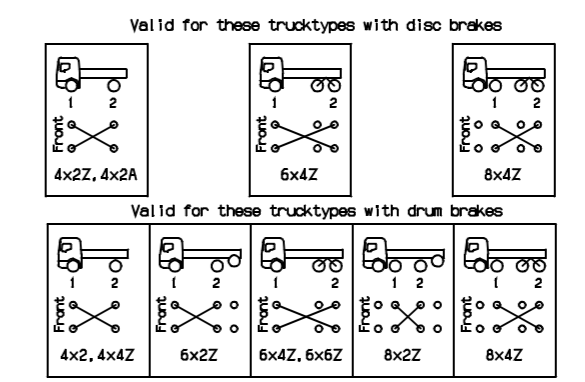 Valid for these trucktypes with disc brakes
1 2
Front
4x2Z, 4x2A
1 2
Front
6x4Z
1 2
Front
8x4Z
Valid for these trucktypes with drum brakes
1 2
Front
4x2, 4x4Z
1 2
Front
6x2Z
1 2
Front
6x4Z, 6x6Z
1 2
Front
8x2Z
1 2
Front
8x4Z